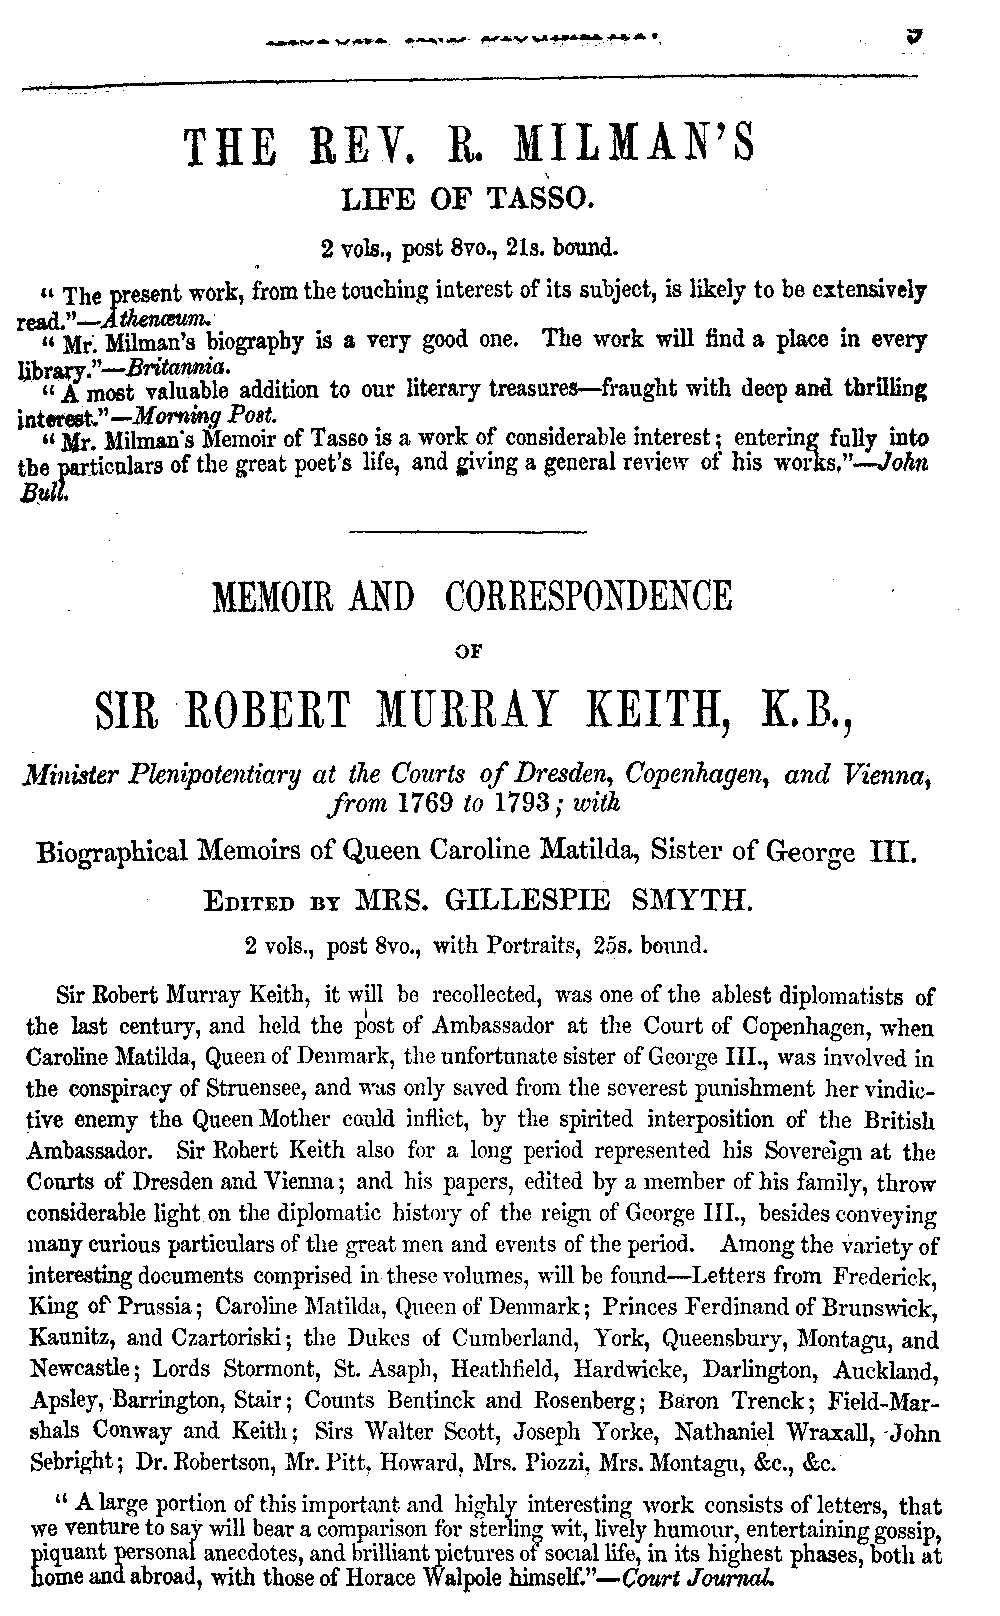 THE REV. R. MILMAN'S
LIFE OF TASSO.
2 vols., post 8vo., 21s. bound.
“ The present work, from the touching interest of its subject, is likely to be extensively
read.”—Athenæum.
“ Mr. Milman's biography is a very good one. The work will find a place in every
library.”—Britannia.
“ A most valuable addition to our literary treasures—fraught with deep and thrilling
interest.”—Morning Post.
“ Mr. Milman's Memoir of Tasso is a work of considerable interest; entering fully into
the particulars of the great poet's life, and giving a general review of his works.”—John
Bull.
MEMOIR AND CORRESPONDENCE
OF
SIR ROBERT MURRAY KEITH, K.B.,
Minister Plenipotentiary at the Courts of Dresden, Copenhagen, and Vienna,
from 1769 to 1793; with
Biographical Memoirs of Queen Caroline Matilda, Sister of George III.
EDITED BY MRS. GILLESPIE SMYTH.
2 vols., post 8vo., with Portraits, 25s. bound.
Sir Robert Murray Keith, it will be recollected, was one of the ablest diplomatists of
the last century, and held the post of Ambassador at the Court of Copenhagen, when
Caroline Matilda, Queen of Denmark, the unfortunate sister of George III., was involved in
the conspiracy of Struensee, and was only saved from the severest punishment her vindic-
tive enemy the Queen Mother could inflict, by the spirited interposition of the British
Ambassador. Sir Robert Keith also for a long period represented his Sovereign at the
Courts of Dresden and Vienna; and his papers, edited by a member of his family, throw
considerable light on the diplomatic history of the reign of George III., besides conveying
many curious particulars of the great men and events of the period. Among the variety of
interesting documents comprised in these volumes, will be found—Letters from Frederick,
King of Prussia; Caroline Matilda, Queen of Denmark; Princes Ferdinand of Brunswick,
Kaunitz, and Czartoriski; the Dukes of Cumberland, York, Queensbury, Montagu, and
Newcastle; Lords Stormont, St. Asaph, Heathfield, Hardwicke, Darlington, Auckland,
Apsley, Barrington, Stair; Counts Bentinck and Rosenberg; Baron Trenck; Field-Mar-
shals Conway and Keith; Sirs Walter Scott, Joseph Yorke, Nathaniel Wraxall, John
Sebright; Dr. Robertson, Mr. Pitt, Howard, Mrs. Piozzi, Mrs. Montagu, &c., &c.
“ A large portion of this important and highly interesting work consists of letters, that
we venture to say will bear a comparison for sterling wit, lively humour, entertaining gossip,
piquant personal anecdotes, and brilliant pictures of social life, in its highest phases, both at
home and abroad, with those of Horace Walpole himself.”—Court Journal.